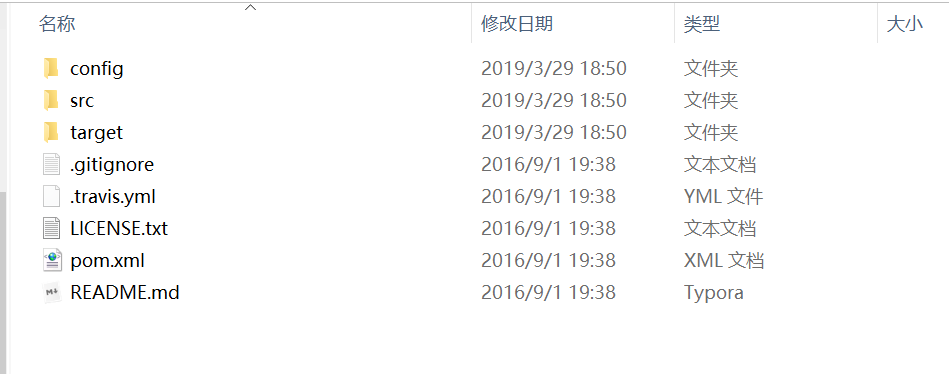 名称 修改日期 类型 大小
config 2019/3/29 18:50 文件夹
src 2019/3/29 18:50 文件夹
target 2019/3/29 18:50 文件夹
.gitignore 2016/9/1 19:38 文本文档
.travis.yml 2016/9/1 19:38 YML 文件
LICENSE.txt 2016/9/1 19:38 文本文档
pom.xml 2016/9/1 19:38 XML 文档
README.md 2016/9/1 19:38 Typora